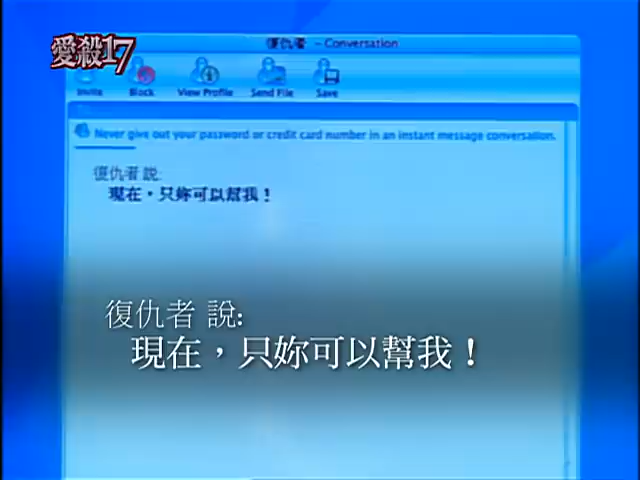 愛殺17
復仇者 – Conversation
Invite Block View Profile Send File Save
Never give out your password or credit card number in an instant message conversation.
復仇者 說:
現在，只妳可以幫我！
復仇者 說:
現在，只妳可以幫我！